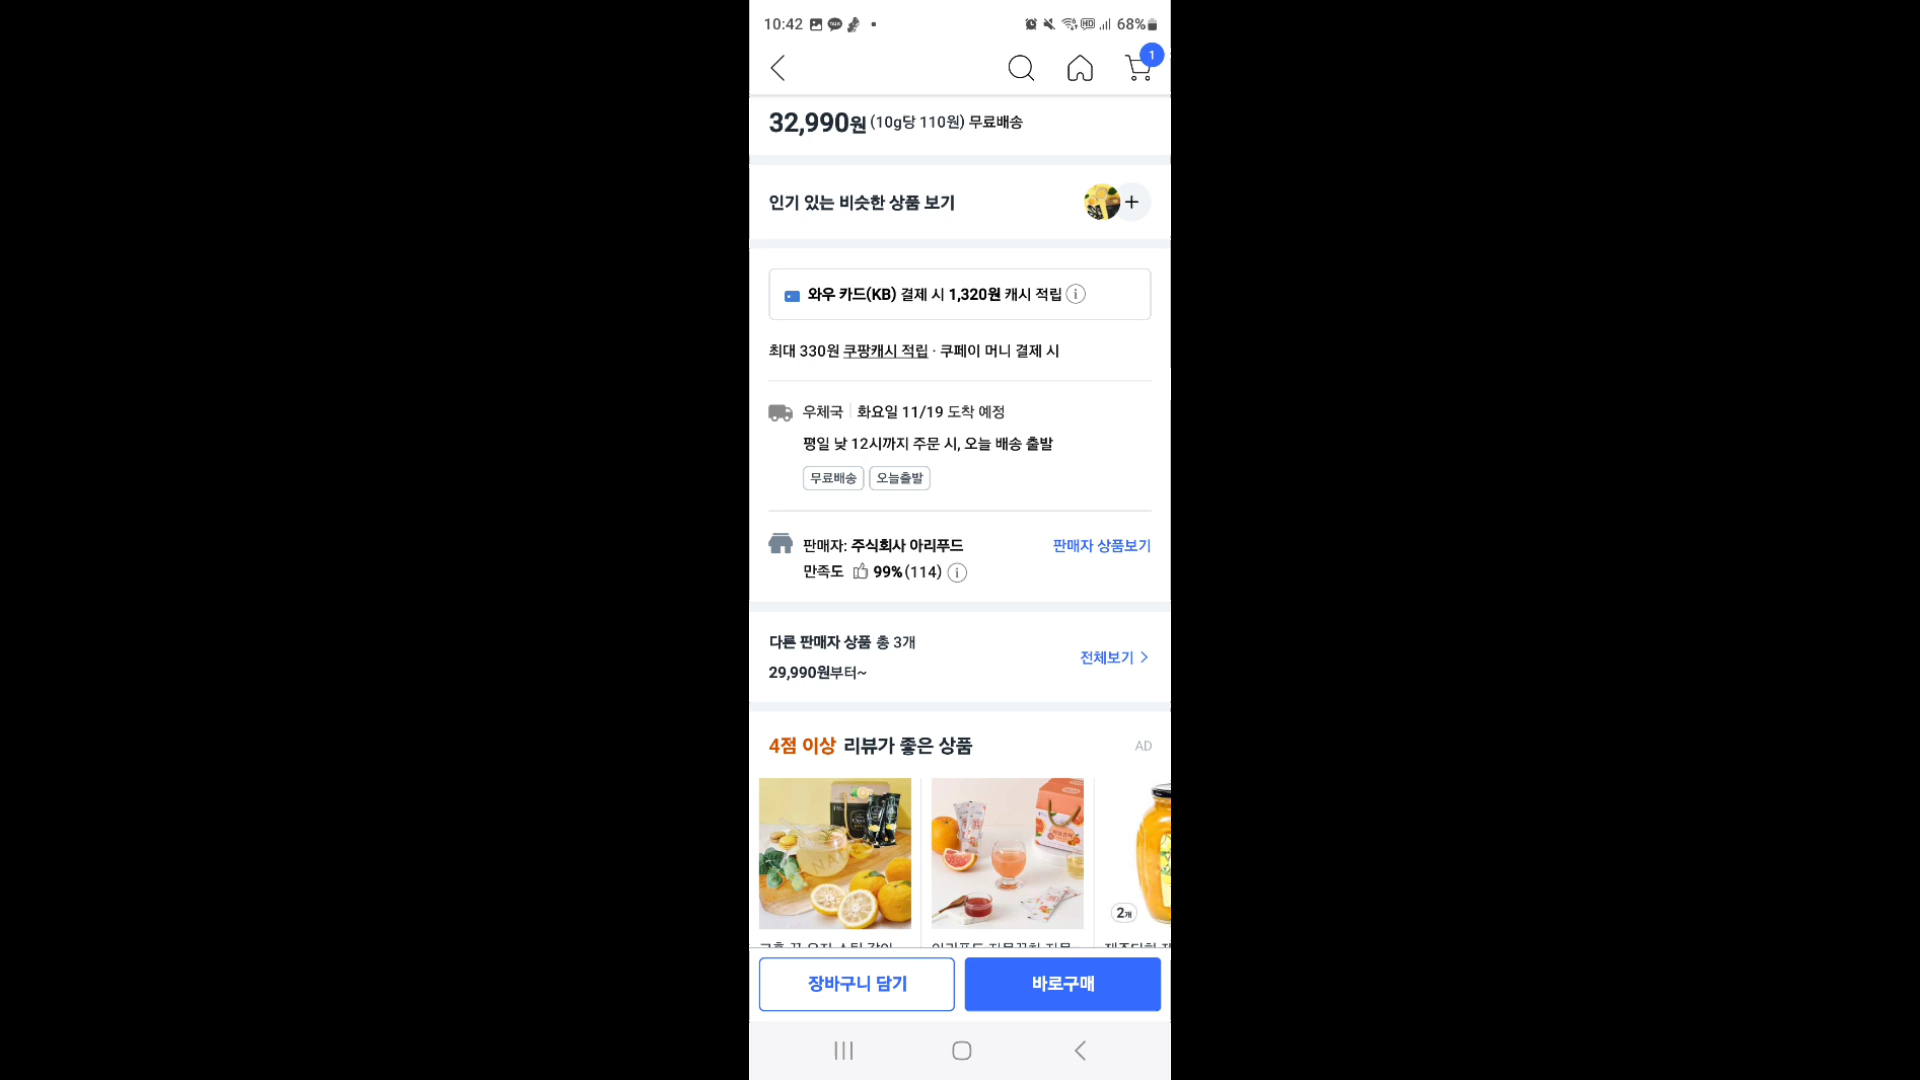 10:42 68%
1
32,990원 (10g당 110원) 무료배송
인기 있는 비슷한 상품 보기
와우 카드(KB) 결제 시 1,320원 캐시 적립
최대 330원 쿠팡캐시 적립 · 쿠페이 머니 결제 시
우체국 화요일 11/19 도착 예정
평일 낮 12시까지 주문 시, 오늘 배송 출발
무료배송 오늘출발
판매자: 주식회사 아리푸드 판매자 상품보기
만족도 99%(114)
다른 판매자 상품 총 3개
전체보기
29,990원부터~
4점 이상 리뷰가 좋은 상품 AD
2개
장바구니 담기 바로구매